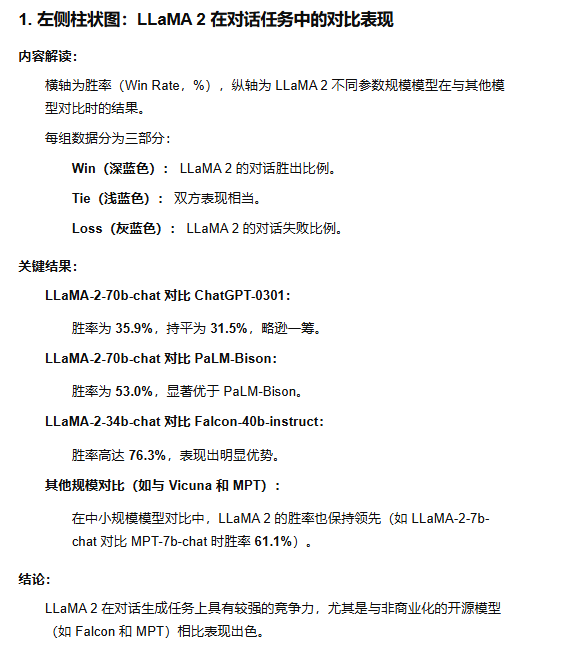 1. 左侧柱状图：LLaMA 2 在对话任务中的对比表现
内容解读：
横轴为胜率（Win Rate，%），纵轴为 LLaMA 2 不同参数规模模型在与其他模
型对比时的结果。
每组数据分为三部分：
Win（深蓝色）： LLaMA 2 的对话胜出比例。
Tie（浅蓝色）： 双方表现相当。
Loss（灰蓝色）： LLaMA 2 的对话失败比例。
关键结果：
LLaMA-2-70b-chat 对比 ChatGPT-0301：
胜率为 35.9%，持平为 31.5%，略逊一筹。
LLaMA-2-70b-chat 对比 PaLM-Bison：
胜率为 53.0%，显著优于 PaLM-Bison。
LLaMA-2-34b-chat 对比 Falcon-40b-instruct：
胜率高达 76.3%，表现出明显优势。
其他规模对比（如与 Vicuna 和 MPT）：
在中小规模模型对比中，LLaMA 2 的胜率也保持领先（如 LLaMA-2-7b-
chat 对比 MPT-7b-chat 时胜率 61.1%）。
结论：
LLaMA 2 在对话生成任务上具有较强的竞争力，尤其是与非商业化的开源模型
（如 Falcon 和 MPT）相比表现出色。